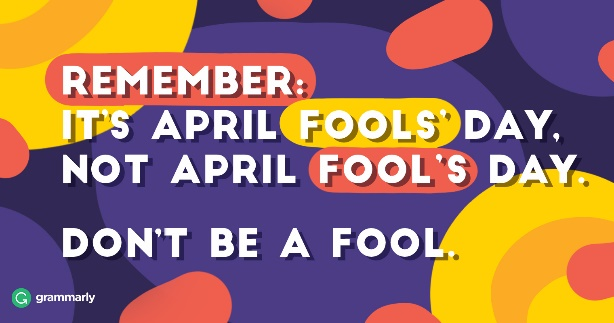 REMEMBER:
IT'S APRIL FOOLS' DAY,
NOT APRIL FOOL'S DAY.
DON'T BE A FOOL.
grammarly